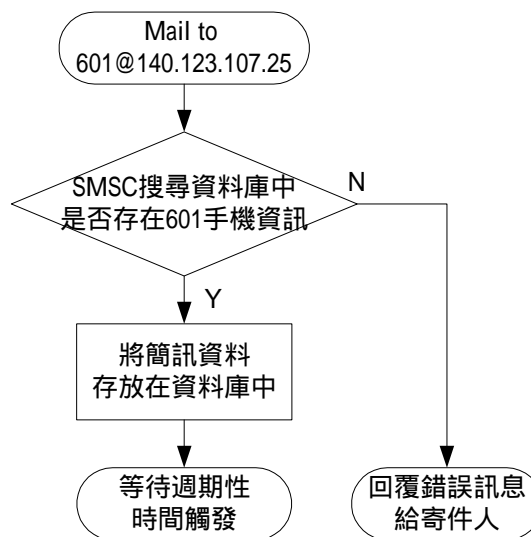 Mail to
601@140.123.107.25
SMSC搜尋資料庫中
是否存在601手機資訊
N
Y
將簡訊資料
存放在資料庫中
等待週期性
時間觸發
回覆錯誤訊息
給寄件人